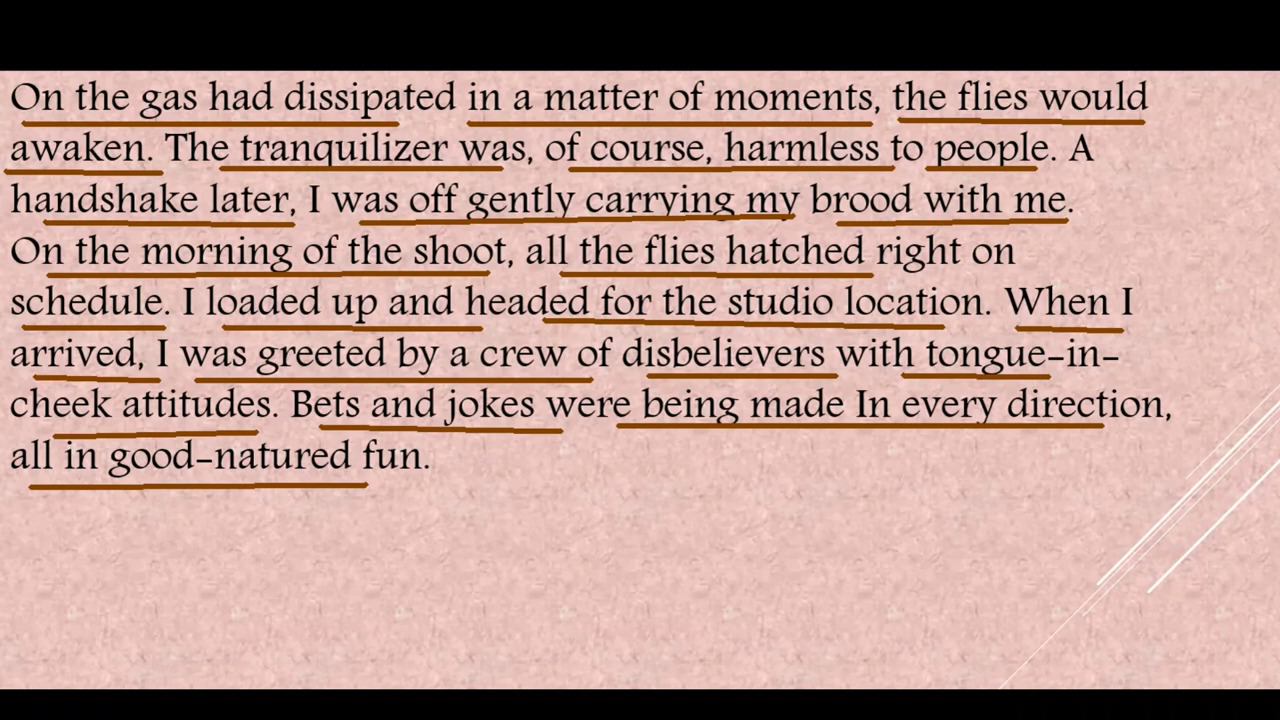 On the gas had dissipated in a matter of moments, the flies would
awaken. The tranquilizer was, of course, harmless to people. A
handshake later, I was off gently carrying my brood with me.
On the morning of the shoot, all the flies hatched right on
schedule. I loaded up and headed for the studio location. When I
arrived, I was greeted by a crew of disbelievers with tongue-in-
cheek attitudes. Bets and jokes were being made In every direction,
all in good-natured fun.